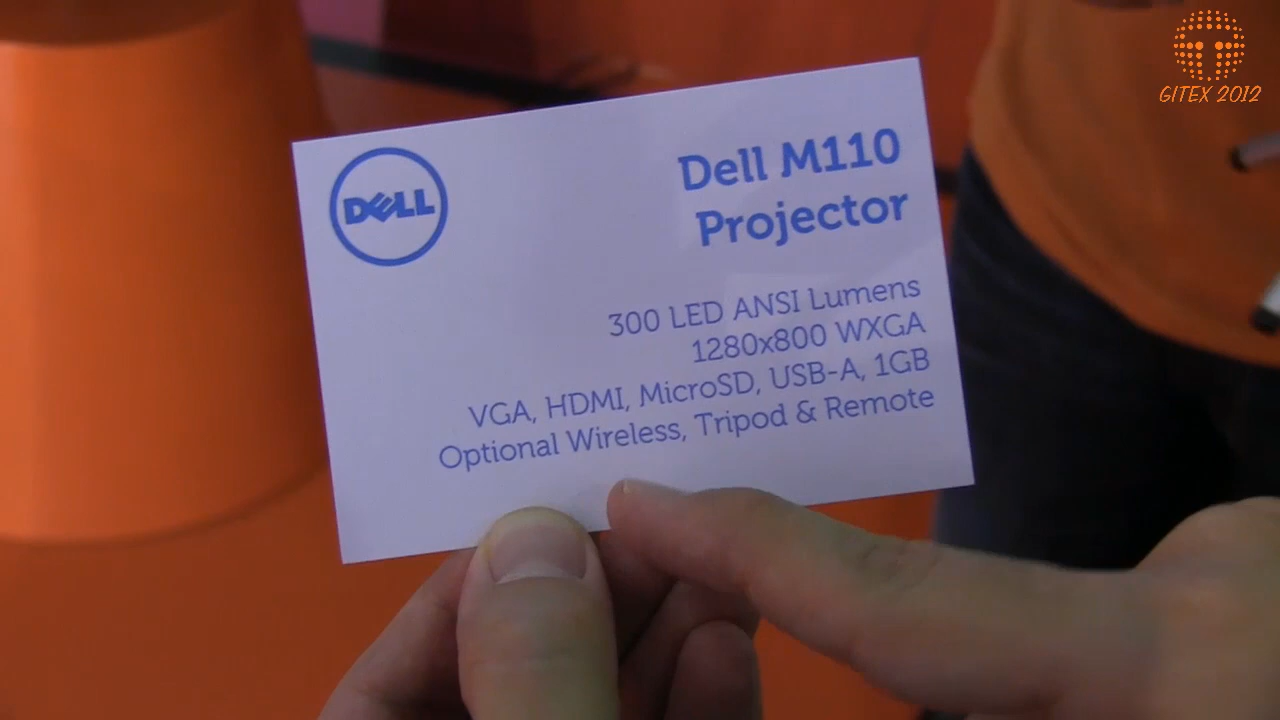 GITEX 2012
DELL
Dell M110
Projector
300 LED ANSI Lumens
1280x800 WXGA
VGA, HDMI, MicroSD, USB-A, 1GB
Optional Wireless, Tripod & Remote